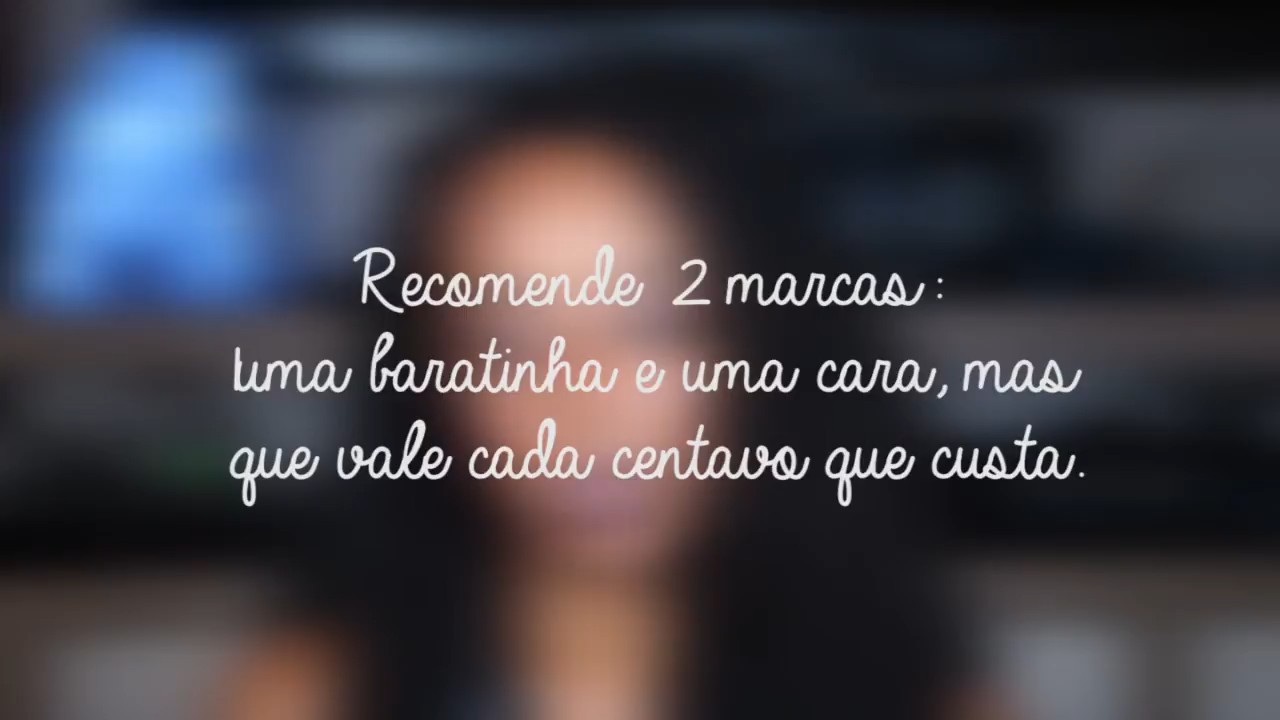 Recomende 2 marcas:
uma baratinha e uma cara, mas
que vale cada centavo que custa.